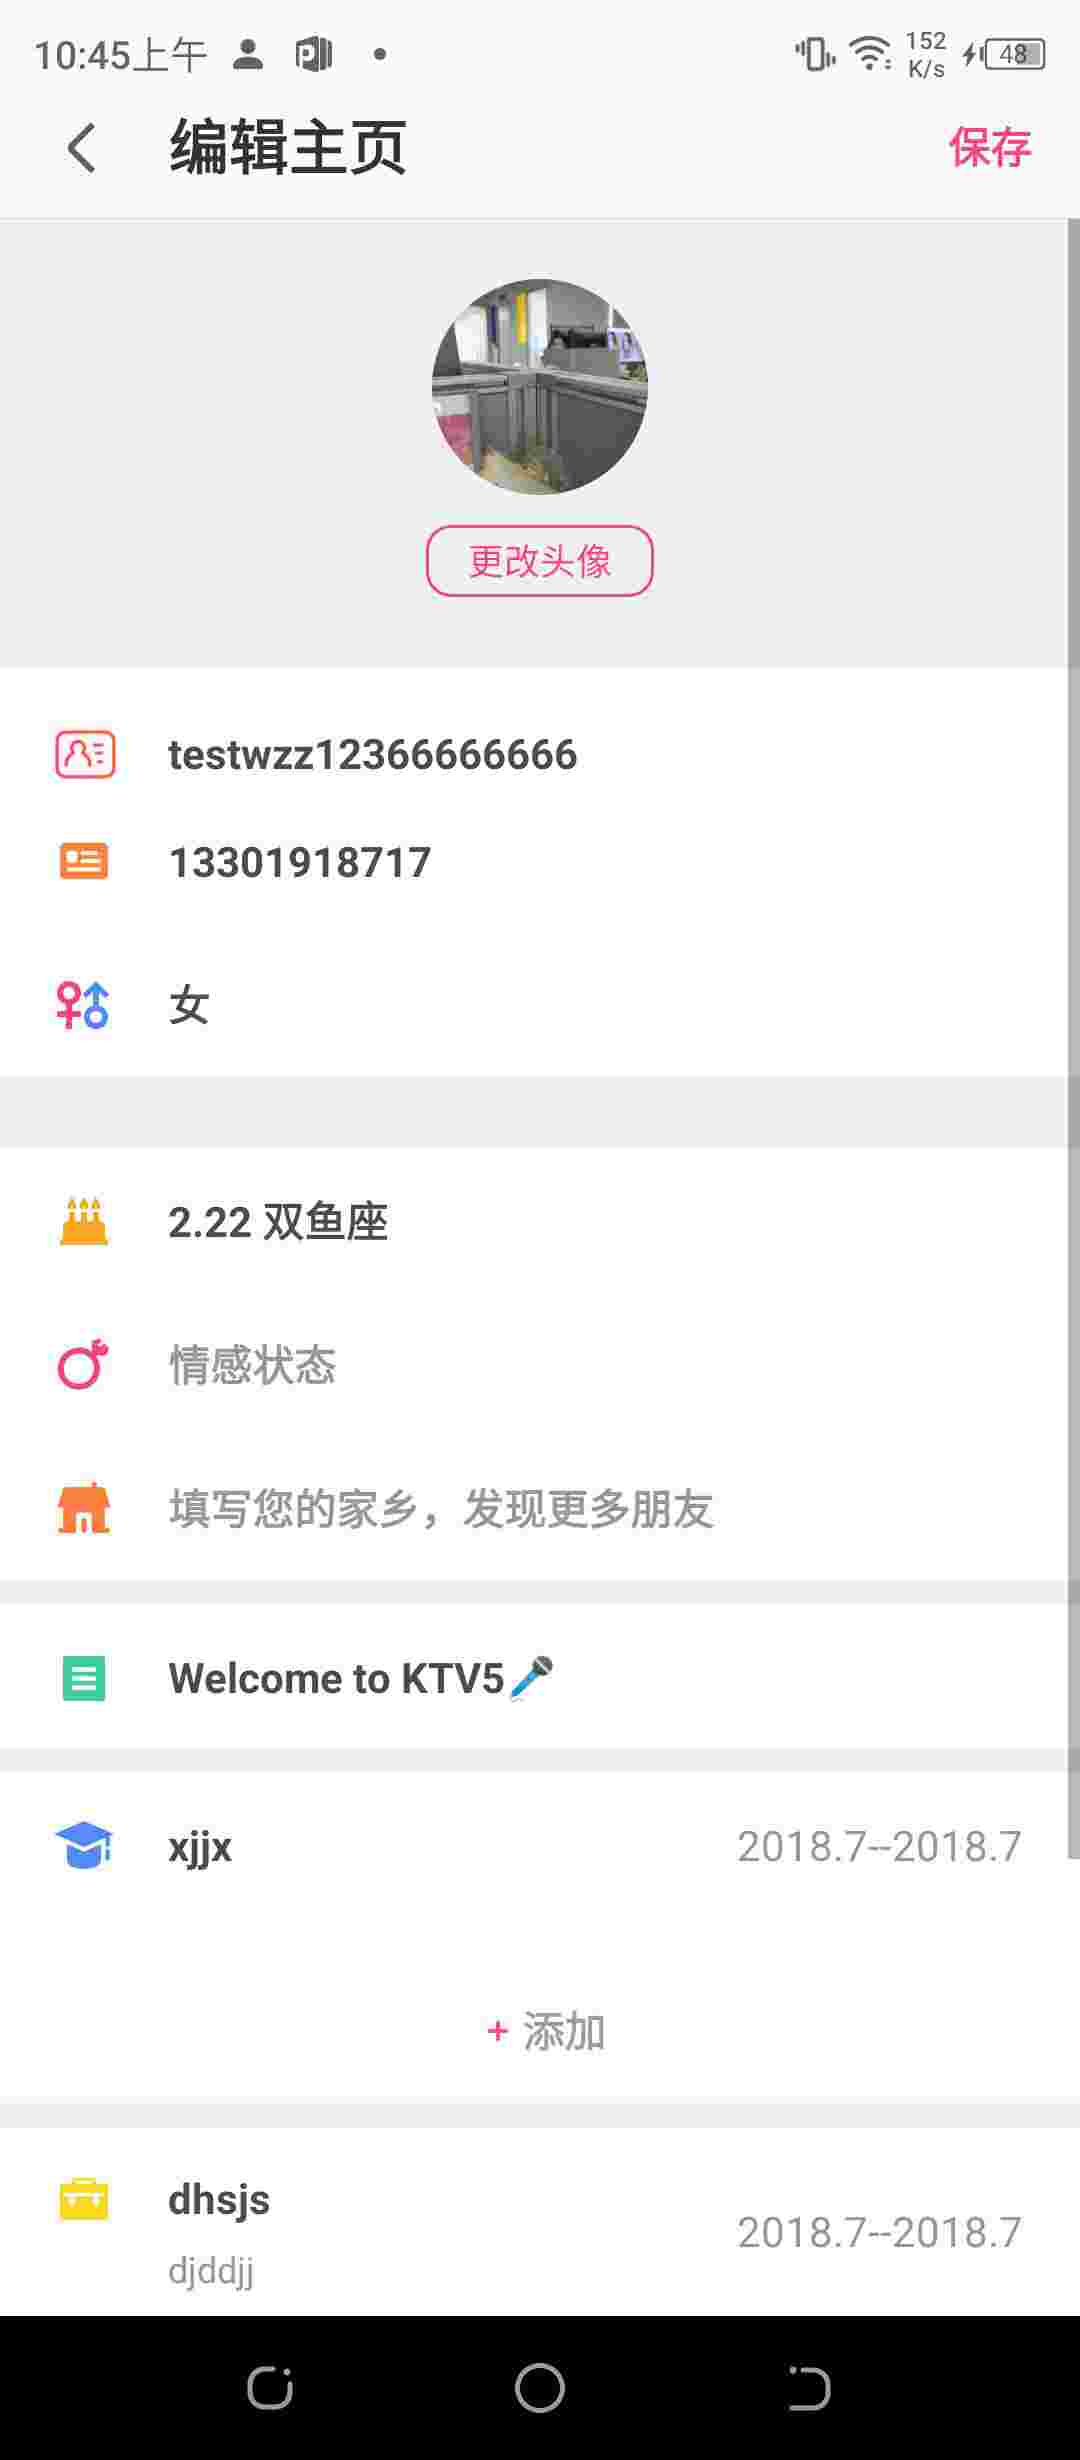 10:45上午
152
K/s
48
编辑主页
保存
更改头像
testwzz12366666666
13301918717
女
2.22 双鱼座
情感状态
填写您的家乡，发现更多朋友
Welcome to KTV5🎤
xjjx
2018.7--2018.7
+ 添加
dhsjs
2018.7--2018.7
djddjj